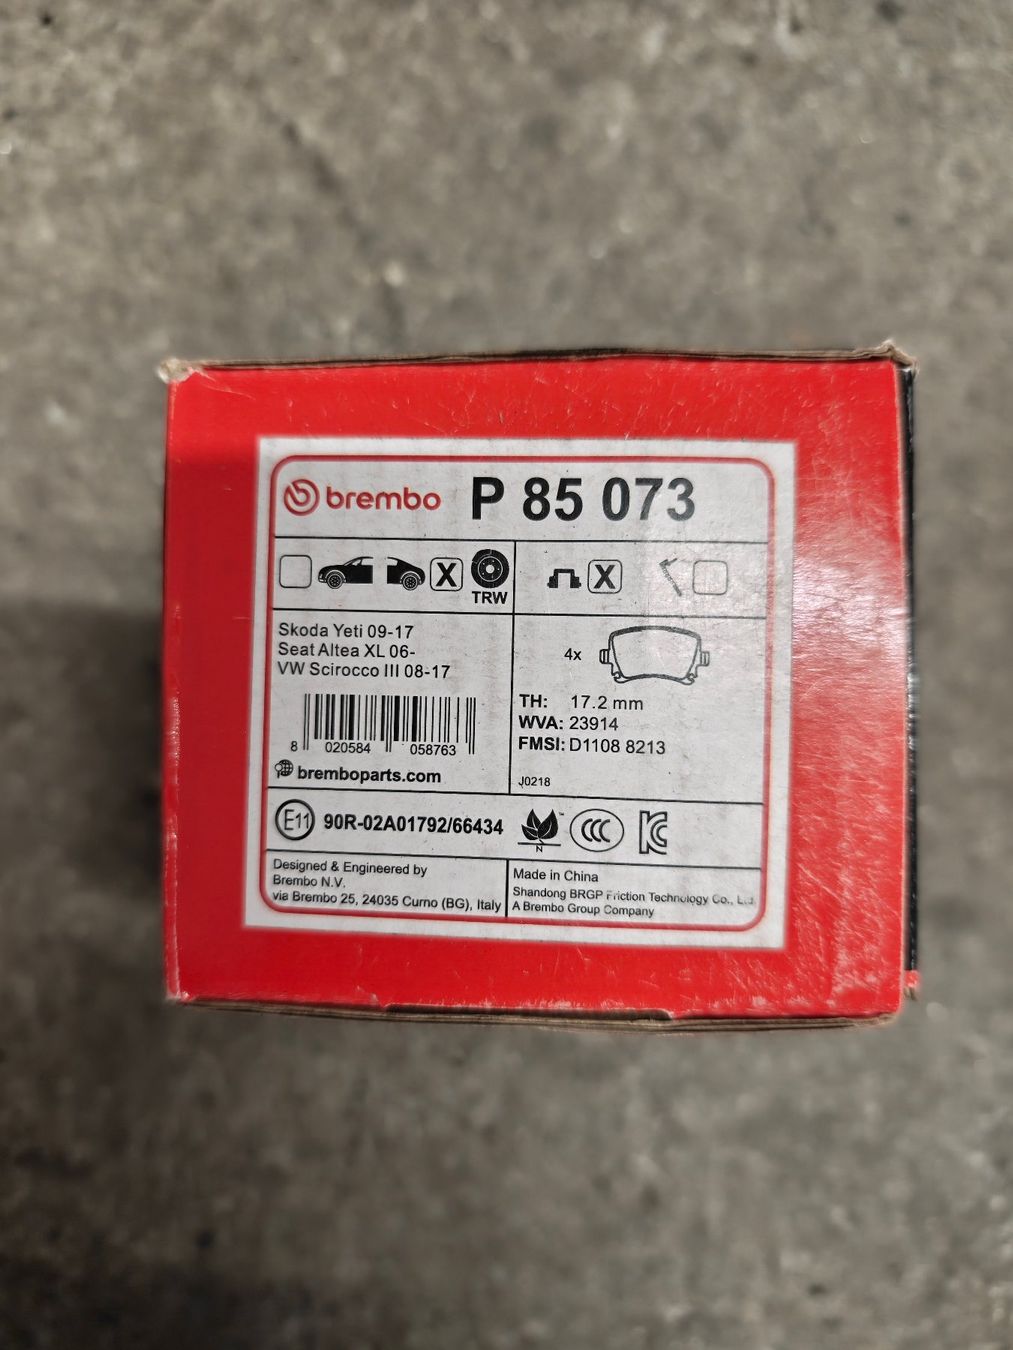 brembo P 85 073
X TRW X
Skoda Yeti 09-17
Seat Altea XL 06-
VW Scirocco III 08-17
4x
TH: 17.2 mm
WVA: 23914
FMSI: D1108 8213
8 020584 058763
J0218
bremboparts.com
E11 90R-02A01792/66434
N
CCC
KC
Designed & Engineered by
Brembo N.V.
via Brembo 25, 24035 Curno (BG), Italy
Made in China
Shandong BRGP Friction Technology Co., Ltd
A Brembo Group Company